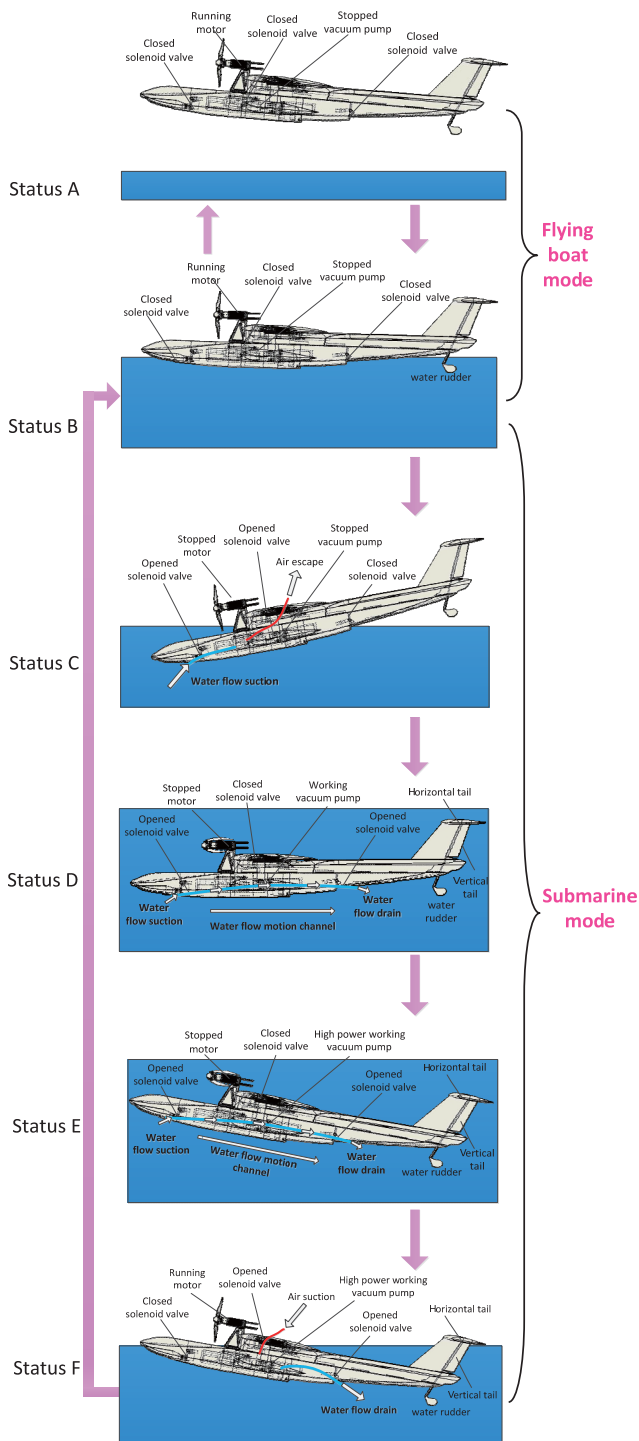 Running
motor
Closed
solenoid valve
Stopped
vacuum pump
Closed
solenoid valve
Closed
solenoid valve
Status A
Flying
boat
mode
Running
motor
Closed
solenoid valve
Stopped
vacuum pump
Closed
solenoid valve
Closed
solenoid valve
water rudder
Status B
Opened
solenoid valve
Stopped
vacuum pump
Stopped
motor
Air escape
Opened
solenoid valve
Closed
solenoid valve
Status C
Water flow suction
Stopped
motor
Closed
solenoid valve
Working
vacuum pump
Horizontal tail
Opened
solenoid valve
Opened
solenoid valve
Status D
Water
flow suction
Water flow motion channel
Water
flow drain
water
rudder
Vertical
tail
Submarine
mode
Stopped
motor
Closed
solenoid valve
High power working
vacuum pump
Opened
solenoid valve
Opened
solenoid valve
Horizontal tail
Status E
Water
flow suction
Water flow motion
channel
Water
flow drain
water rudder
Vertical
tail
Running
motor
Opened
solenoid valve
High power working
vacuum pump
Air suction
Closed
solenoid valve
Opened
solenoid valve
Horizontal tail
Status F
Vertical tail
water rudder
Water flow drain